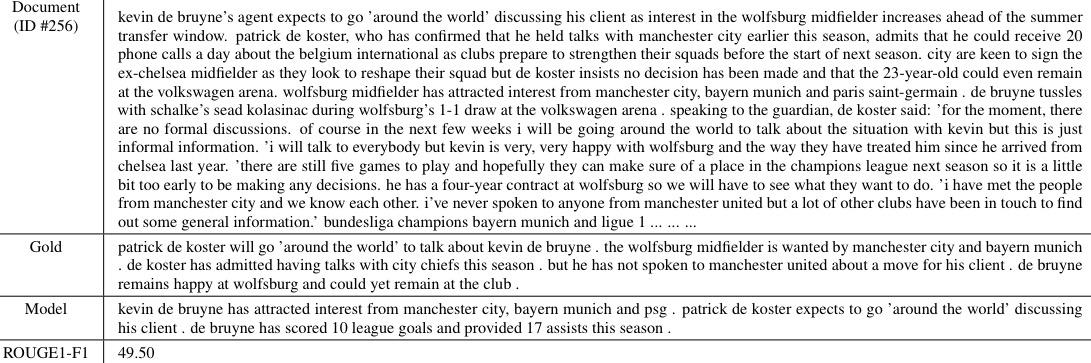 Document
(ID #256)
kevin de bruyne's agent expects to go 'around the world' discussing his client as interest in the wolfsburg midfielder increases ahead of the summer
transfer window. patrick de koster, who has confirmed that he held talks with manchester city earlier this season, admits that he could receive 20
phone calls a day about the belgium international as clubs prepare to strengthen their squads before the start of next season. city are keen to sign the
ex-chelsea midfielder as they look to reshape their squad but de koster insists no decision has been made and that the 23-year-old could even remain
at the volkswagen arena. wolfsburg midfielder has attracted interest from manchester city, bayern munich and paris saint-germain . de bruyne tussles
with schalke's sead kolasinac during wolfsburg's 1-1 draw at the volkswagen arena . speaking to the guardian, de koster said: 'for the moment, there
are no formal discussions. of course in the next few weeks i will be going around the world to talk about the situation with kevin but this is just
informal information. 'i will talk to everybody but kevin is very, very happy with wolfsburg and the way they have treated him since he arrived from
chelsea last year. 'there are still five games to play and hopefully they can make sure of a place in the champions league next season so it is a little
bit too early to be making any decisions. he has a four-year contract at wolfsburg so we will have to see what they want to do. 'i have met the people
from manchester city and we know each other. i've never spoken to anyone from manchester united but a lot of other clubs have been in touch to find
out some general information.' bundesliga champions bayern munich and ligue 1 ... ... ...
Gold
patrick de koster will go 'around the world' to talk about kevin de bruyne . the wolfsburg midfielder is wanted by manchester city and bayern munich
. de koster has admitted having talks with city chiefs this season . but he has not spoken to manchester united about a move for his client . de bruyne
remains happy at wolfsburg and could yet remain at the club .
Model
kevin de bruyne has attracted interest from manchester city, bayern munich and psg . patrick de koster expects to go 'around the world' discussing
his client . de bruyne has scored 10 league goals and provided 17 assists this season .
ROUGE1-F1
49.50